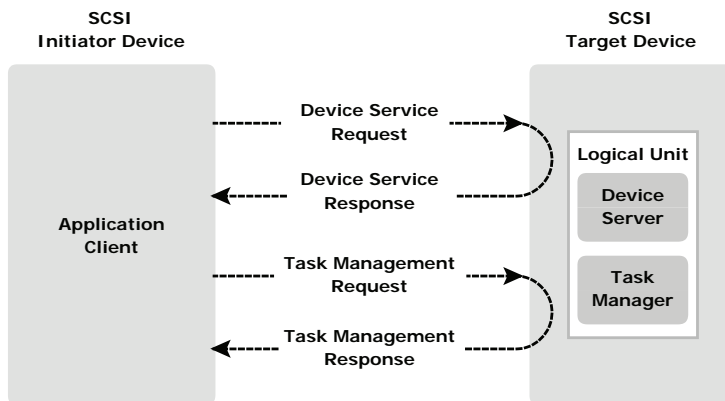 SCSI
Initiator Device
SCSI
Target Device
Device Service
Request
Logical Unit
Device Service
Response
Device
Server
Application
Client
Task Management
Request
Task
Manager
Task Management
Response